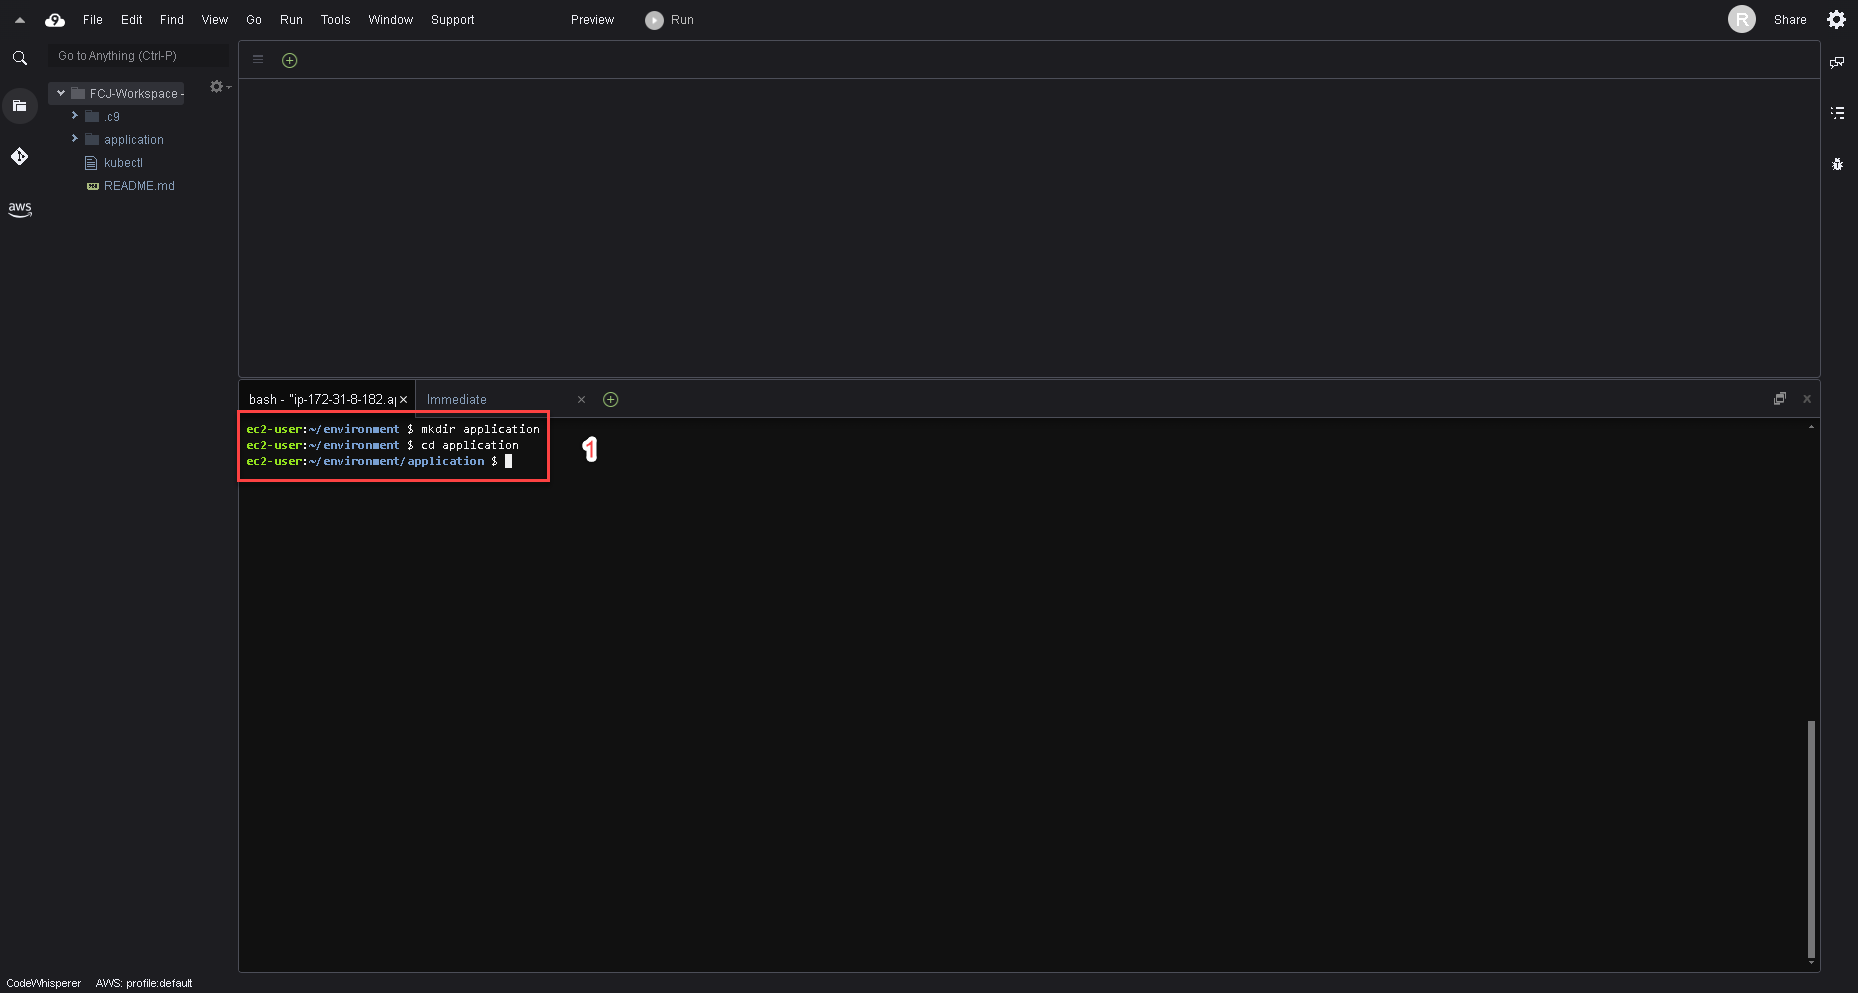 9 File Edit Find View Go Run Tools Window Support Preview Run R Share
Go to Anything (Ctrl-P)
FCJ-Workspace -
.c9
application
kubectl
README.md
aws
bash - "ip-172-31-8-182.ap Immediate
ec2-user:~/environment $ mkdir application
ec2-user:~/environment $ cd application
ec2-user:~/environment/application $
1
CodeWhisperer AWS: profile:default